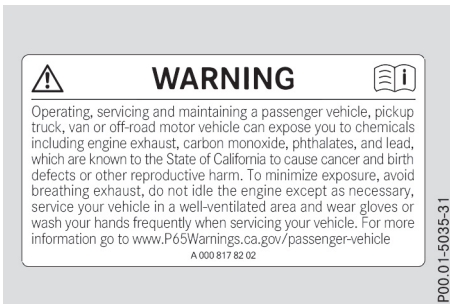 WARNING
Operating, servicing and maintaining a passenger vehicle, pickup
truck, van or off-road motor vehicle can expose you to chemicals
including engine exhaust, carbon monoxide, phthalates, and lead,
which are known to the State of California to cause cancer and birth
defects or other reproductive harm. To minimize exposure, avoid
breathing exhaust, do not idle the engine except as necessary,
service your vehicle in a well-ventilated area and wear gloves or
wash your hands frequently when servicing your vehicle. For more
information go to www.P65Warnings.ca.gov/passenger-vehicle
A 000 817 82 02
P00.01-5035-31